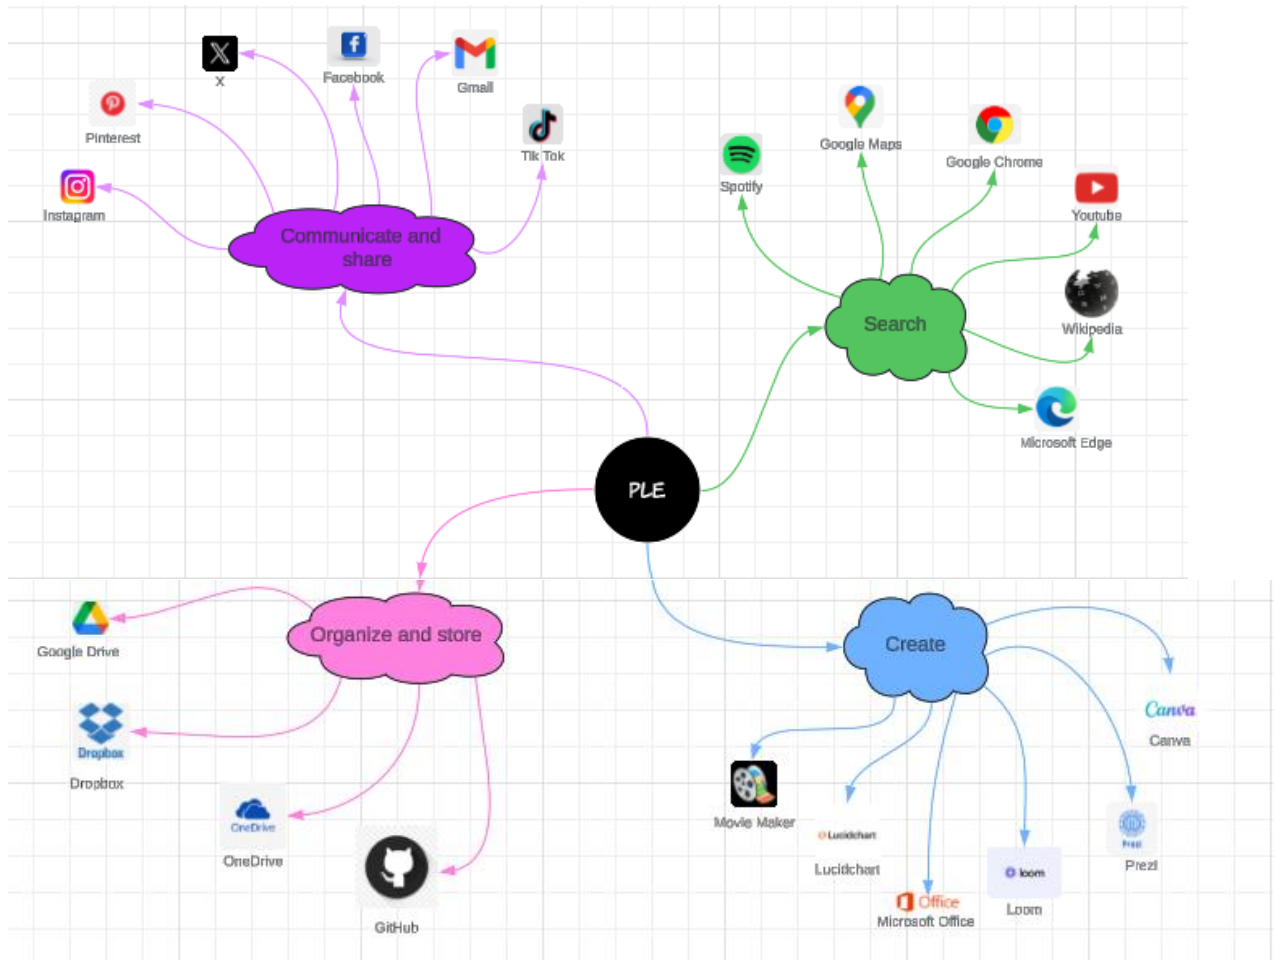 X
Facebook
Gmail
Pinterest
Tik Tok
Instagram
Communicate and
share
Spotify
Google Maps
Google Chrome
Youtube
Wikipedia
Microsoft Edge
Search
PLE
Organize and store
Google Drive
Dropbox
Dropbox
OneDrive
OneDrive
GitHub
Create
Canva
Canva
Movie Maker
Lucidchart
Lucidchart
Office
Microsoft Office
loom
Loom
Prezi
Prezi